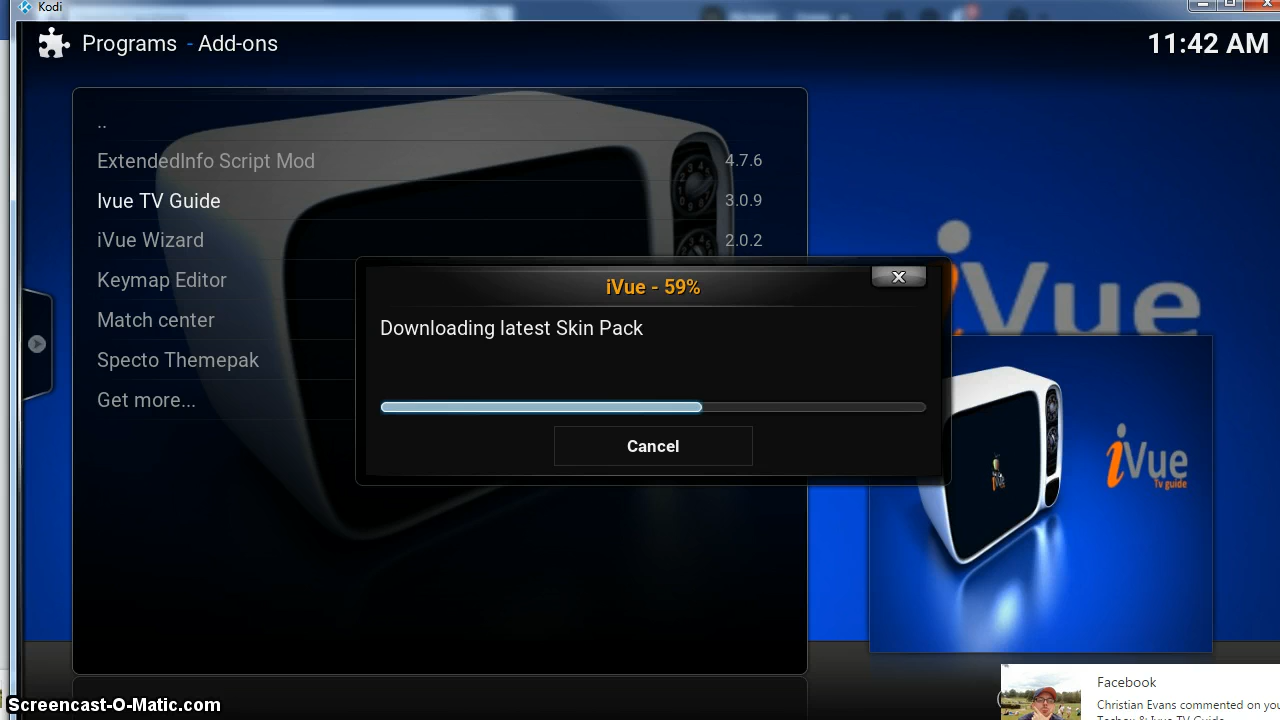 Kodi
Programs - Add-ons
11:42 AM
..
ExtendedInfo Script Mod 4.7.6
Ivue TV Guide 3.0.9
iVue Wizard 2.0.2
Keymap Editor
Match center
Specto Themepak
Get more...
iVue - 59%
Downloading latest Skin Pack
Cancel
iVue
iVue
Tv guide
Facebook
Christian Evans commented on you
Screencast-O-Matic.com